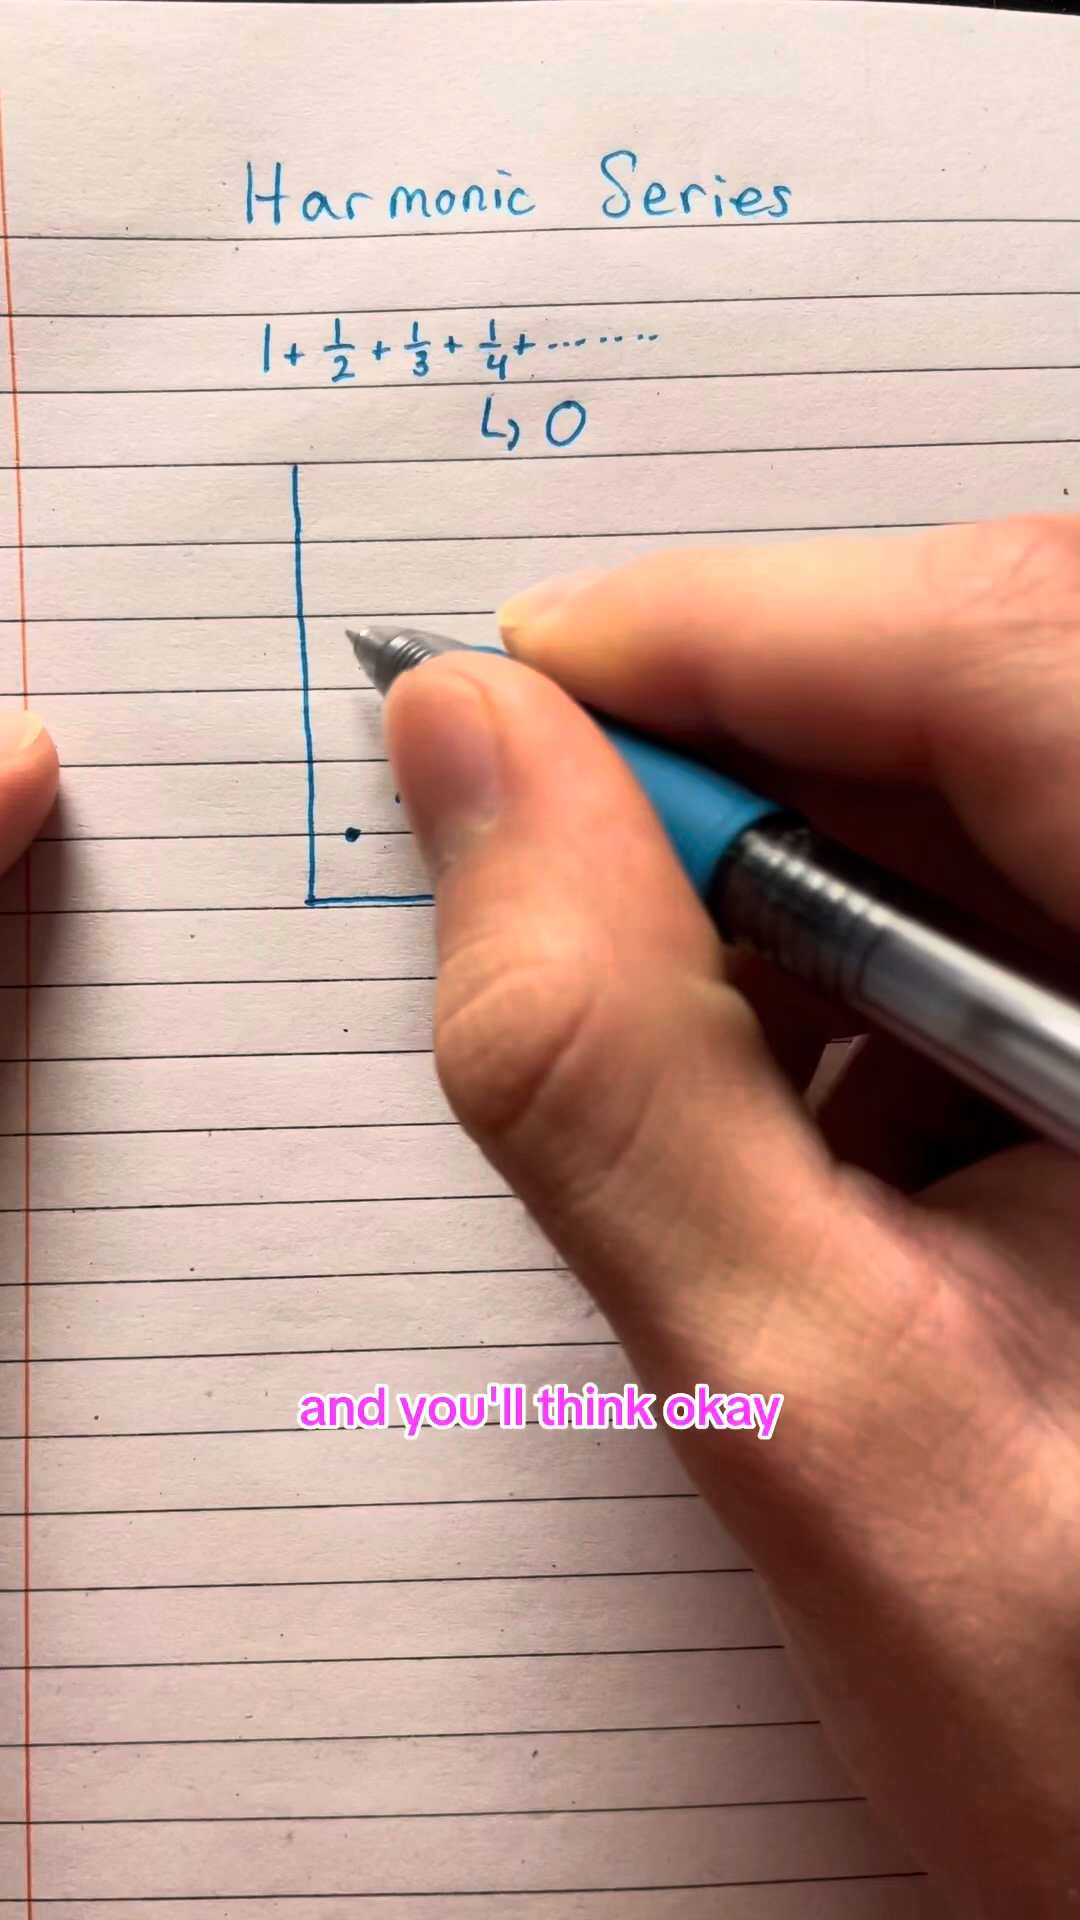 Harmonic Series
1 + 1/2 + 1/3 + 1/4 + ........
↳ 0
and you'll think okay